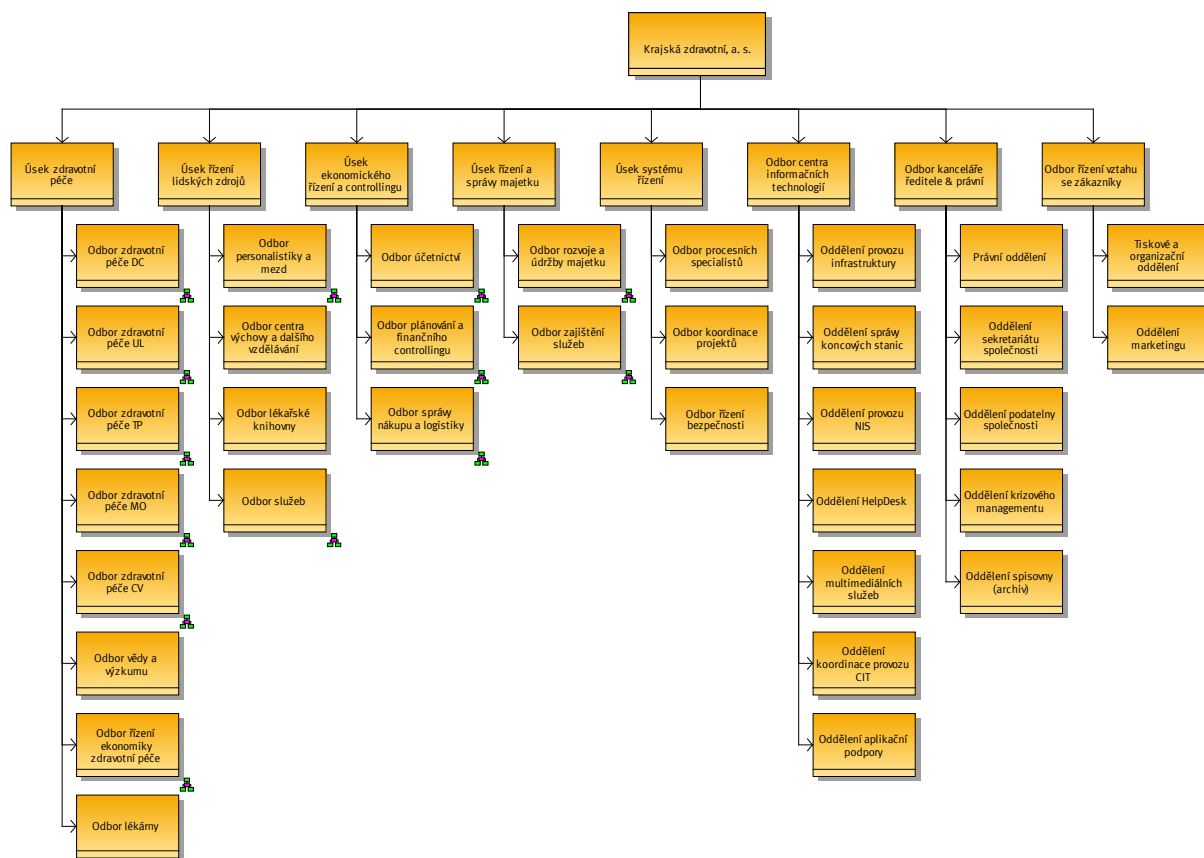 Krajská zdravotní, a. s.
Úsek zdravotní
péče
Úsek řízení
lidských zdrojů
Úsek
ekonomického
řízení a controllingu
Úsek řízení a
správy majetku
Úsek systému
řízení
Odbor centra
informačních
technologií
Odbor kanceláře
ředitele & právní
Odbor řízení vztahu
se zákazníky
Odbor zdravotní
péče DC
Odbor zdravotní
péče UL
Odbor zdravotní
péče TP
Odbor zdravotní
péče MO
Odbor zdravotní
péče CV
Odbor vědy a
výzkumu
Odbor řízení
ekonomiky
zdravotní péče
Odbor lékárny
Odbor
personalistiky a
mezd
Odbor centra
výchovy a dalšího
vzdělávání
Odbor lékařské
knihovny
Odbor služeb
Odbor účetnictví
Odbor plánování a
finančního
controllingu
Odbor správy
nákupu a logistiky
Odbor rozvoje a
údržby majetku
Odbor zajištění
služeb
Odbor procesních
specialistů
Odbor koordinace
projektů
Odbor řízení
bezpečnosti
Oddělení provozu
infrastruktury
Oddělení správy
koncových stanic
Oddělení provozu
NIS
Oddělení HelpDesk
Oddělení
multimediálních
služeb
Oddělení
koordinace provozu
CIT
Oddělení aplikační
podpory
Právní oddělení
Oddělení
sekretariátu
společnosti
Oddělení podatelny
společnosti
Oddělení krizového
managementu
Oddělení spisovny
(archiv)
Tiskové a
organizační
oddělení
Oddělení
marketingu